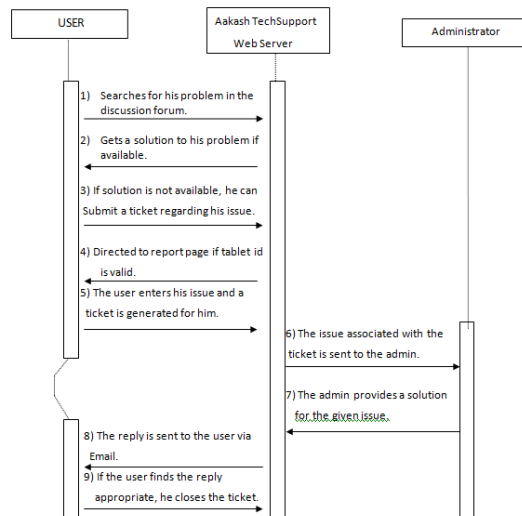 USER
Aakash TechSupport
Web Server
Administrator
1) Searches for his problem in the
discussion forum.
2) Gets a solution to his problem if
available.
3) If solution is not available, he can
Submit a ticket regarding his issue.
4) Directed to report page if tablet id
is valid.
5) The user enters his issue and a
ticket is generated for him.
6) The issue associated with the
ticket is sent to the admin.
7) The admin provides a solution
for the given issue.
8) The reply is sent to the user via
Email.
9) If the user finds the reply
appropriate, he closes the ticket.